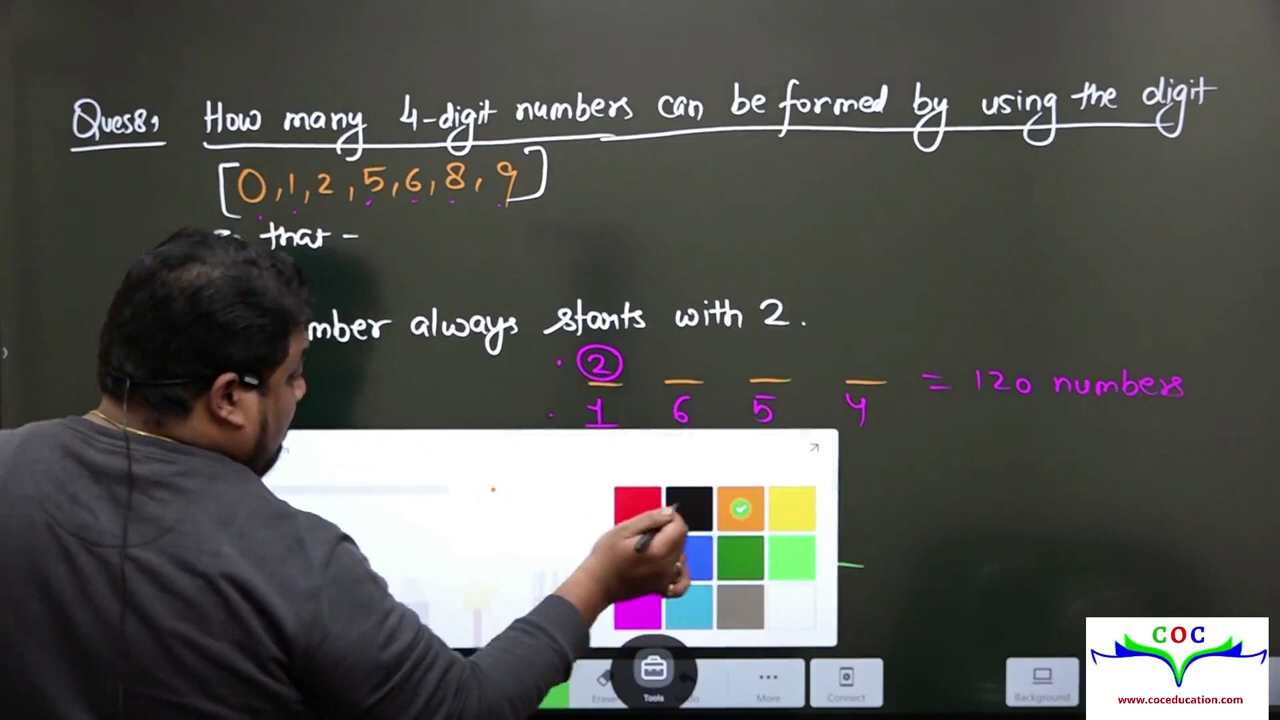 Ques8, How many 4-digit numbers can be formed by using the digit
[0,1,2,5,6,8,9]
that -
mber always starts with 2.
2
= 120 numbers
1 6 5 4
Tools
More
Connect
Background
COC
www.coceducation.com